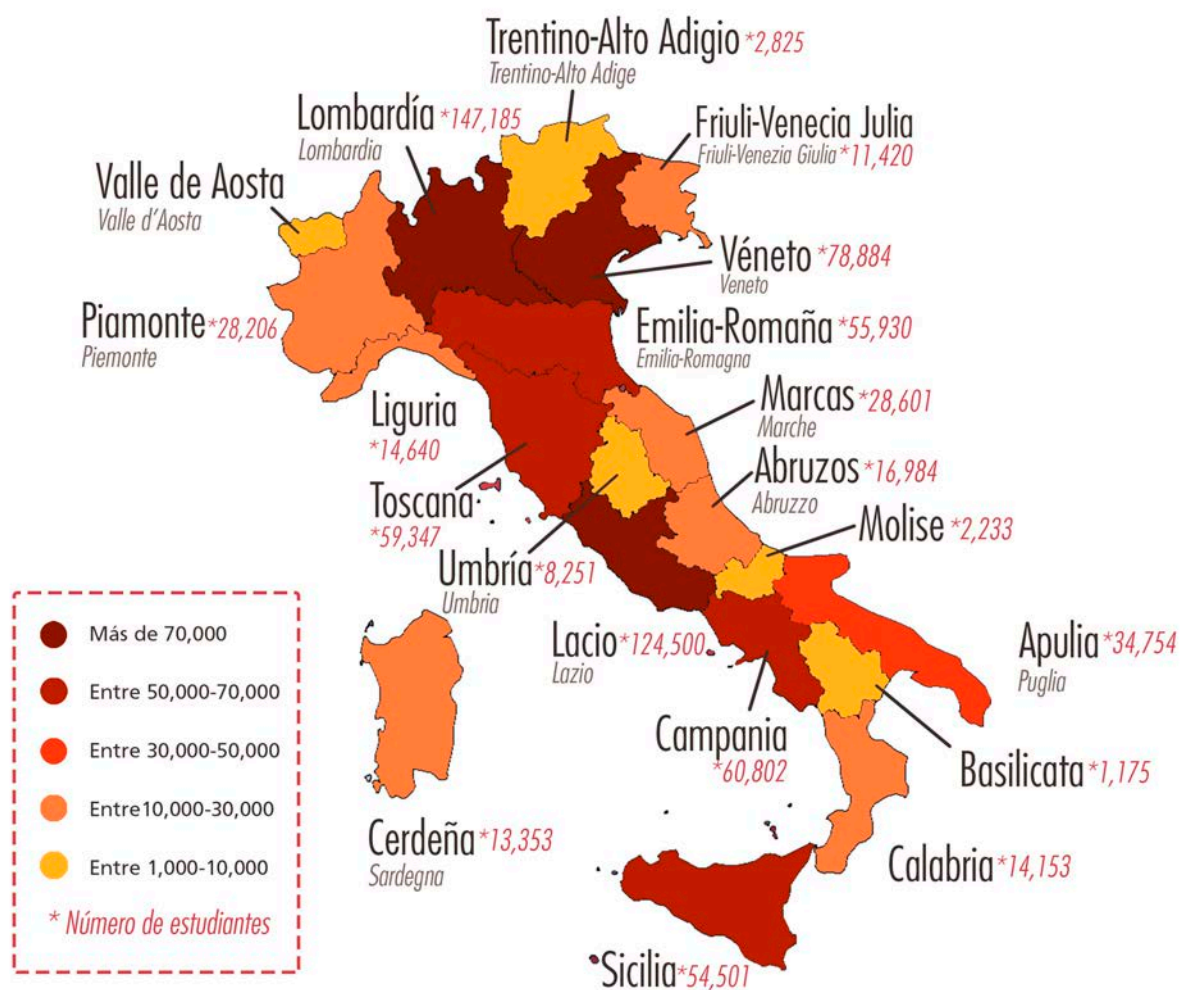 Trentino-Alto Adigio *2,825
Trentino-Alto Adige
Lombardía *147,185
Lombardia
Friuli-Venecia Julia
Friuli-Venezia Giulia *11,420
Valle de Aosta
Valle d'Aosta
Véneto *78,884
Veneto
Piamonte *28,206
Piemonte
Emilia-Romaña *55,930
Emilia-Romagna
Liguria
*14,640
Marcas *28,601
Marche
Abruzos *16,984
Abruzzo
Toscana
*59,347
Molise *2,233
Umbría *8,251
Umbria
Lacio *124,500
Lazio
Apulia *34,754
Puglia
Campania
*60,802
Basilicata *1,175
Cerdeña *13,353
Sardegna
Calabria *14,153
Sicilia *54,501
Más de 70,000
Entre 50,000-70,000
Entre 30,000-50,000
Entre10,000-30,000
Entre 1,000-10,000
* Número de estudiantes